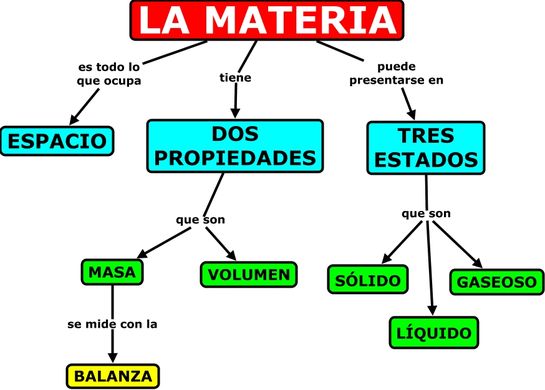 LA MATERIA
es todo lo
que ocupa
tiene
puede
presentarse en
ESPACIO
DOS
PROPIEDADES
TRES
ESTADOS
que son
que son
MASA
VOLUMEN
SÓLIDO
GASEOSO
LÍQUIDO
se mide con la
BALANZA